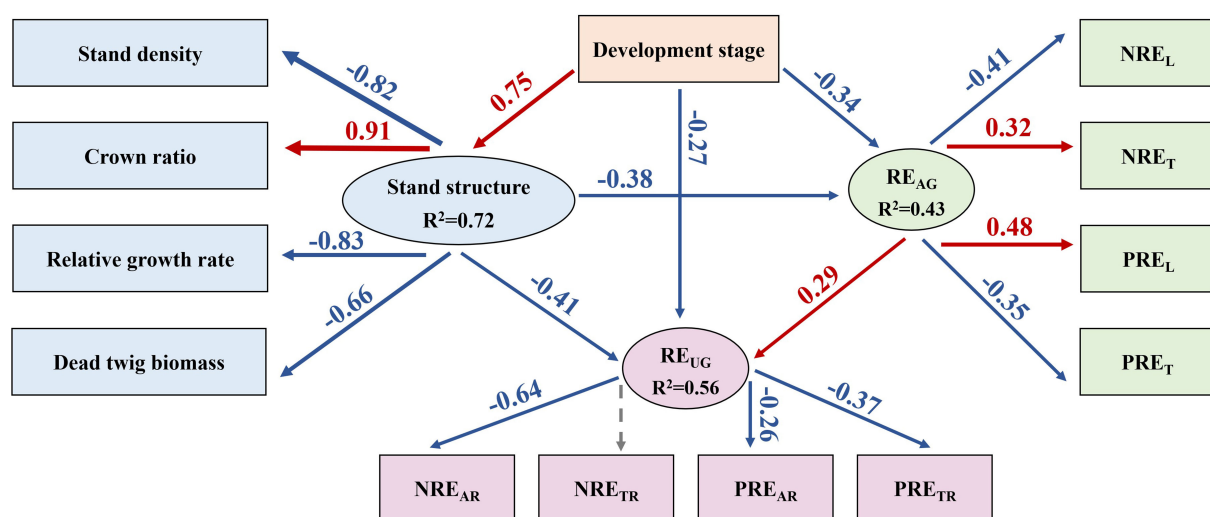 Stand density
Crown ratio
Relative growth rate
Dead twig biomass
-0.82
0.91
-0.83
-0.66
Stand structure
R²=0.72
0.75
Development stage
-0.27
-0.34
-0.38
-0.41
RE_AG
R²=0.43
0.29
-0.41
0.32
0.48
-0.35
NRE_L
NRE_T
PRE_L
PRE_T
RE_UG
R²=0.56
-0.64
-0.26
-0.37
NRE_AR
NRE_TR
PRE_AR
PRE_TR